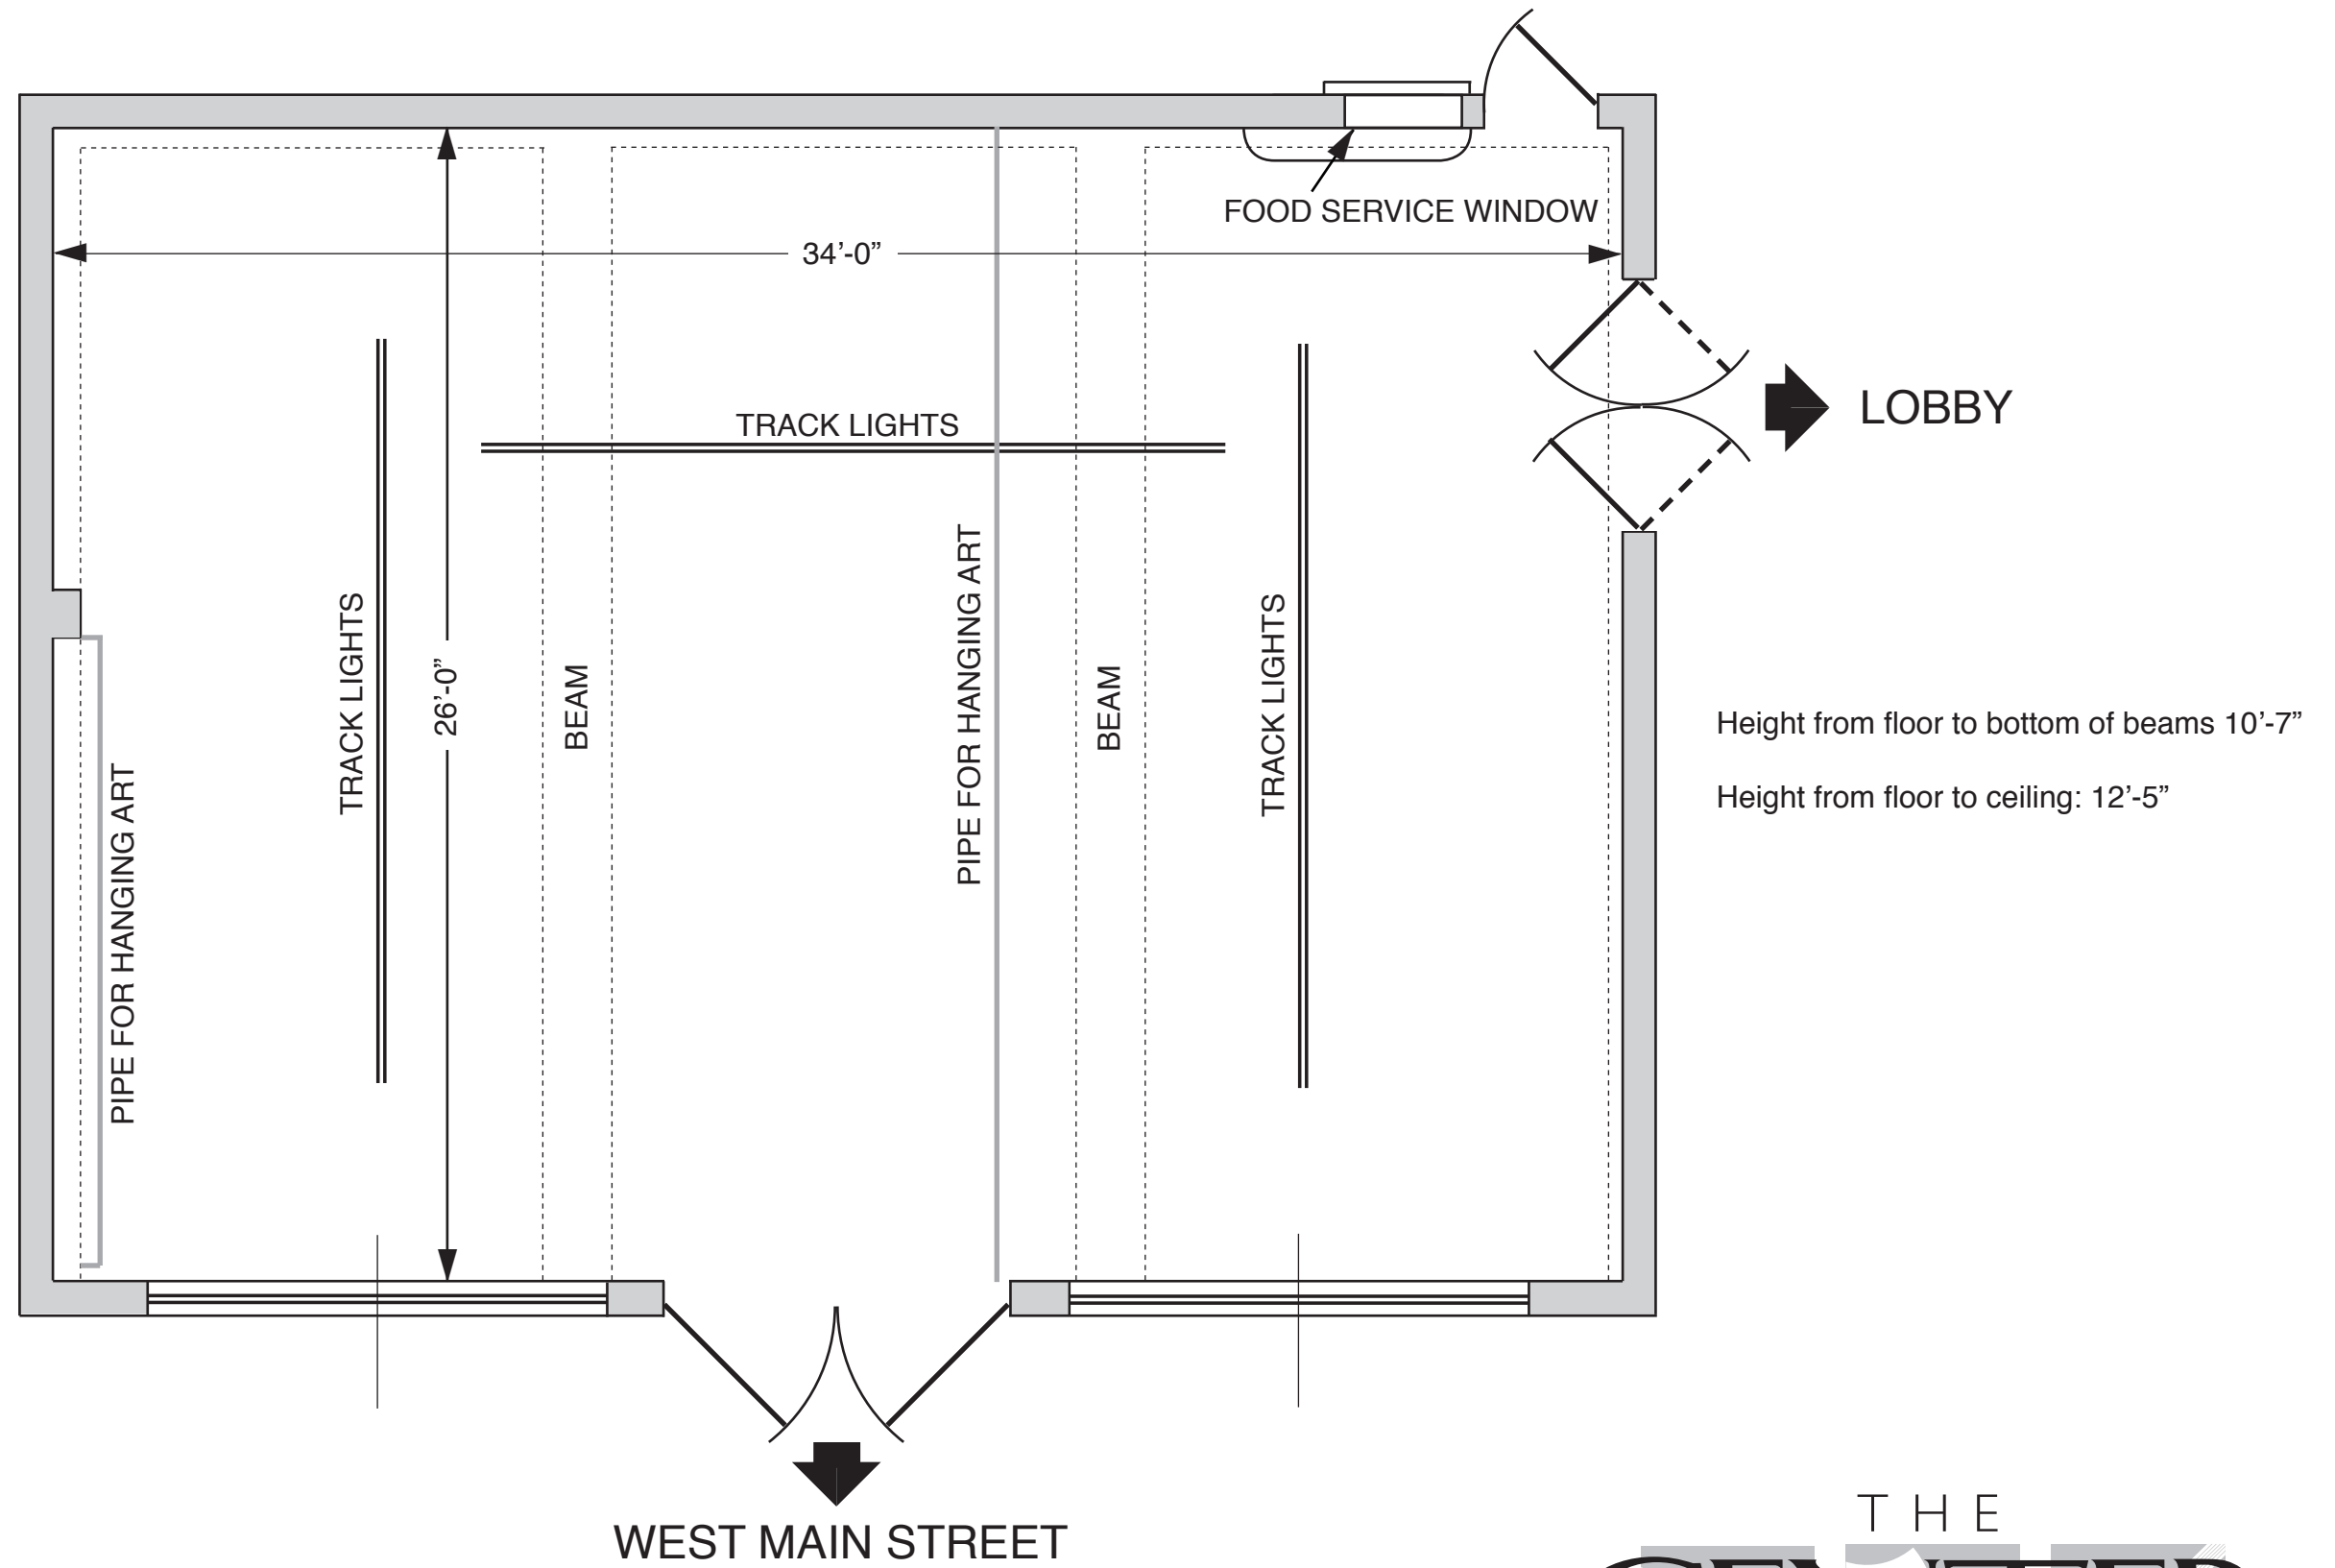 FOOD SERVICE WINDOW
34’-0”
TRACK LIGHTS
LOBBY
TRACK LIGHTS
26’-0”
BEAM
PIPE FOR HANGING ART
BEAM
TRACK LIGHTS
PIPE FOR HANGING ART
Height from floor to bottom of beams 10’-7”
Height from floor to ceiling: 12’-5”
WEST MAIN STREET
THE